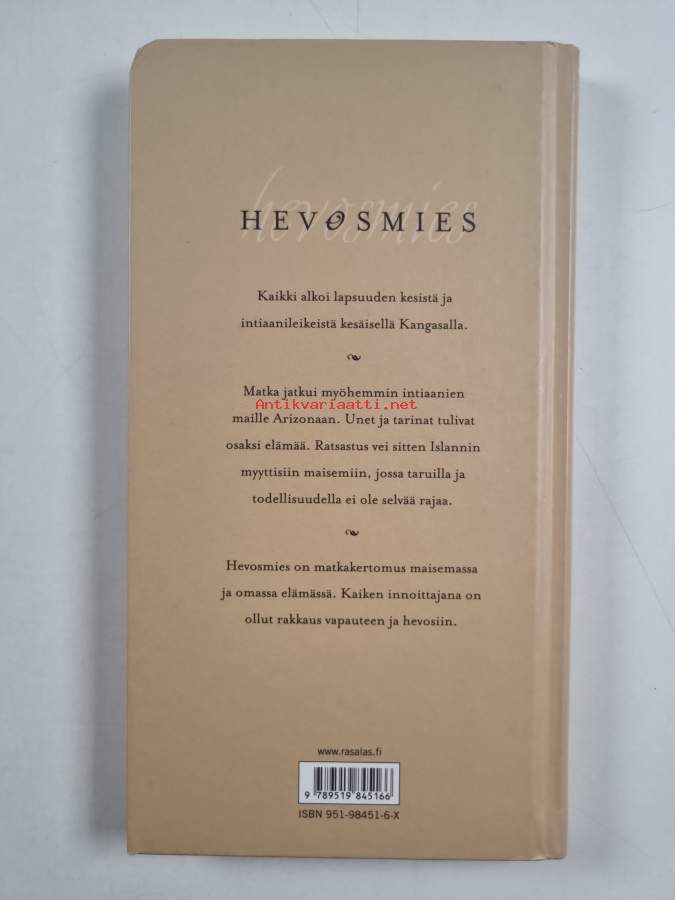 hevosmies
HEVOSMIES
Kaikki alkoi lapsuuden kesistä ja
intiaanileikeistä kesäisellä Kangasalla.
Matka jatkui myöhemmin intiaanien
Antikvariaatti.net
maille Arizonaan. Unet ja tarinat tulivat
osaksi elämää. Ratsastus vei sitten Islannin
myyttisiin maisemiin, jossa taruilla ja
todellisuudella ei ole selvää rajaa.
Hevosmies on matkakertomus maisemassa
ja omassa elämässä. Kaiken innoittajana on
ollut rakkaus vapauteen ja hevosiin.
www.rasalas.fi
9 789519 845166
ISBN 951-98451-6-X